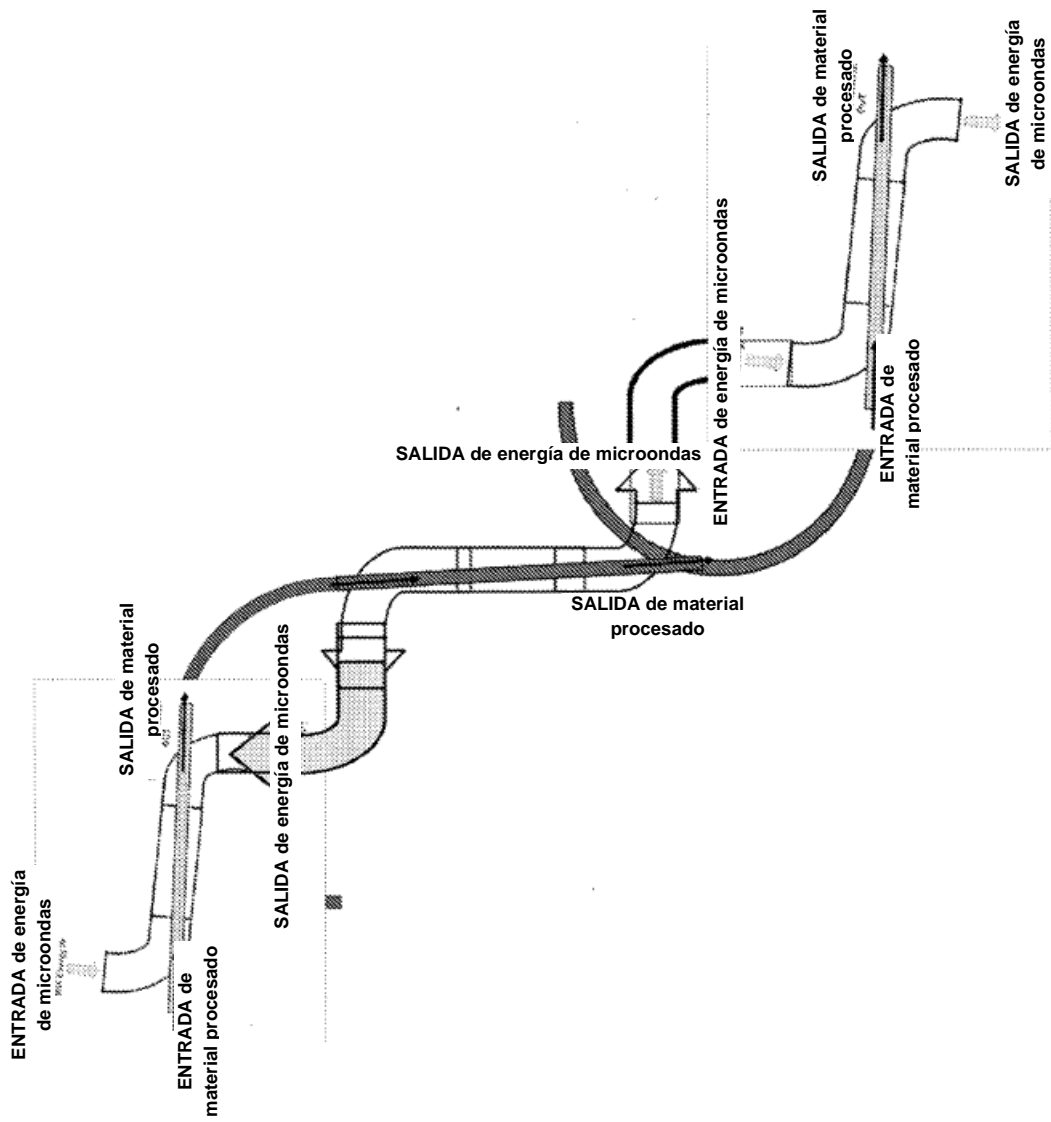 SALIDA de material
procesado
SALIDA de energía
de microondas
ENTRADA de energía de microondas
SALIDA de energía de microondas
ENTRADA de
material procesado
SALIDA de material
procesado
SALIDA de material
procesado
SALIDA de energía de microondas
ENTRADA de energía
de microondas
ENTRADA de
material procesado